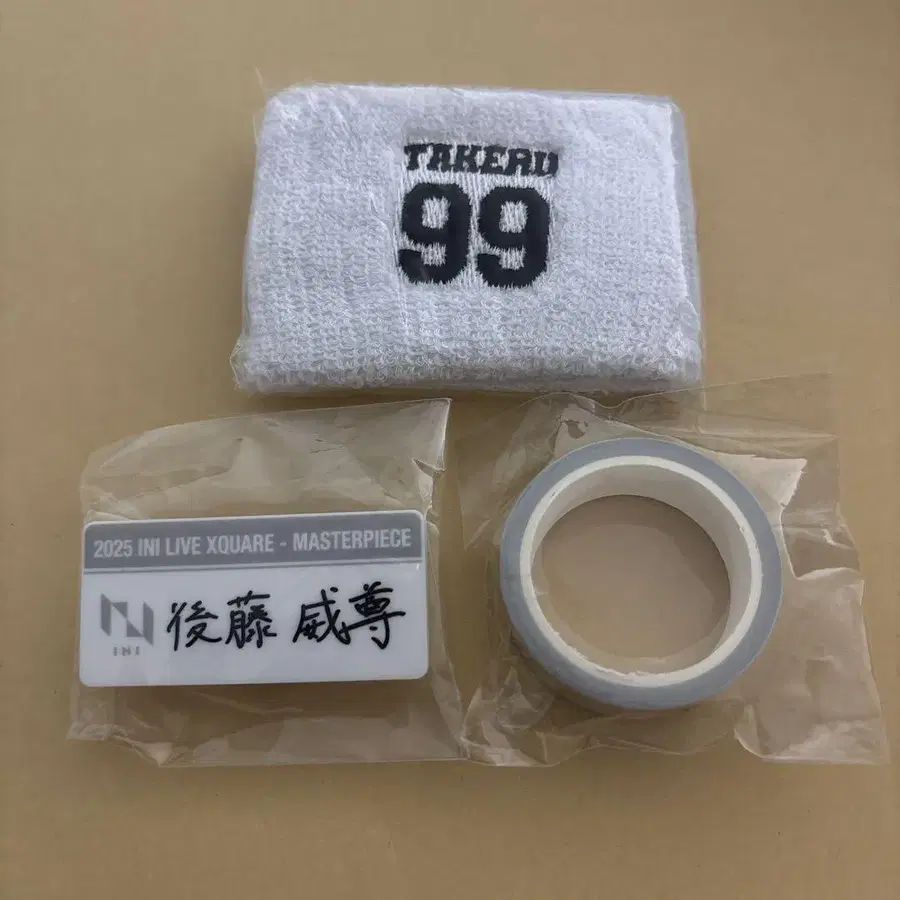 TAKERU
99
2025 INI LIVE XQUARE - MASTERPIECE
INI
後藤 威尊